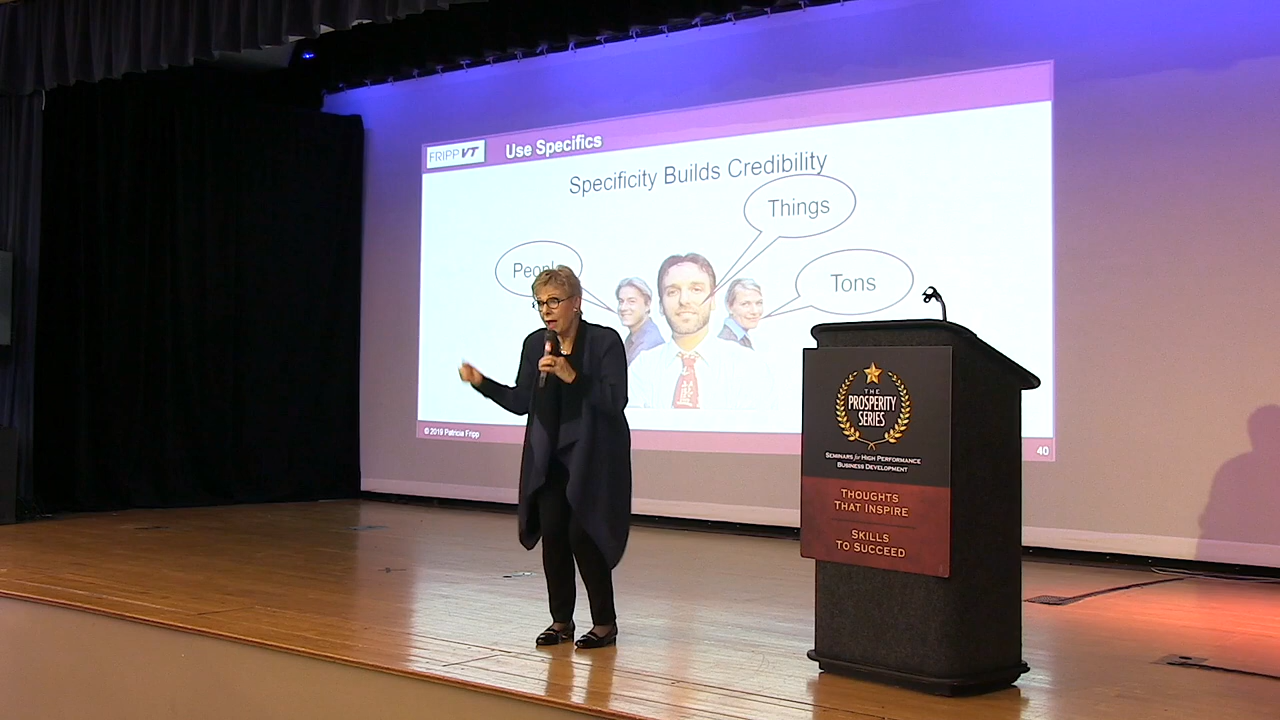 FRIPP VT
Use Specifics
Specificity Builds Credibility
Things
People
Tons
© 2019 Patricia Fripp
40
THE
PROSPERITY
SERIES
SEMINARS for HIGH PERFORMANCE
BUSINESS DEVELOPMENT
THOUGHTS
THAT INSPIRE
SKILLS
TO SUCCEED